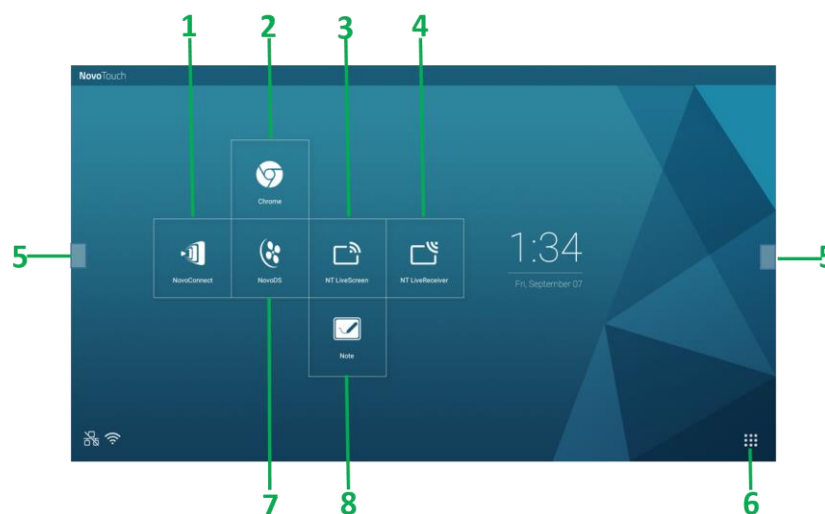 1 2 3 4
NovoTouch
Chrome
5 NovoConnect NovoDS NT LiveScreen NT LiveReceiver 1:34 5
Fri, September 07
Note
7 8 6